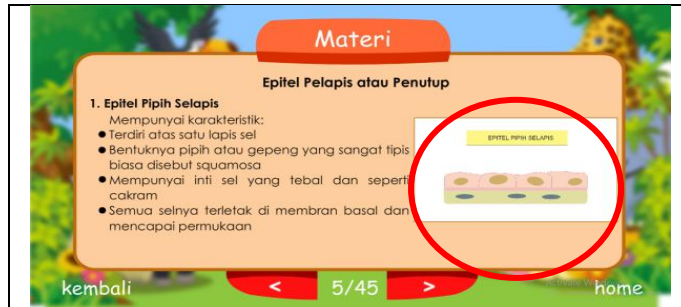 Materi
Epitel Pelapis atau Penutup
1. Epitel Pipih Selapis
Mempunyai karakteristik:
● Terdiri atas satu lapis sel
● Bentuknya pipih atau gepeng yang sangat tipis
biasa disebut squamosa
● Mempunyai inti sel yang tebal dan seperti
cakram
● Semua selnya terletak di membran basal dan
mencapai permukaan
EPITEL PIPIH SELAPIS
kembali
<
5/45
>
home